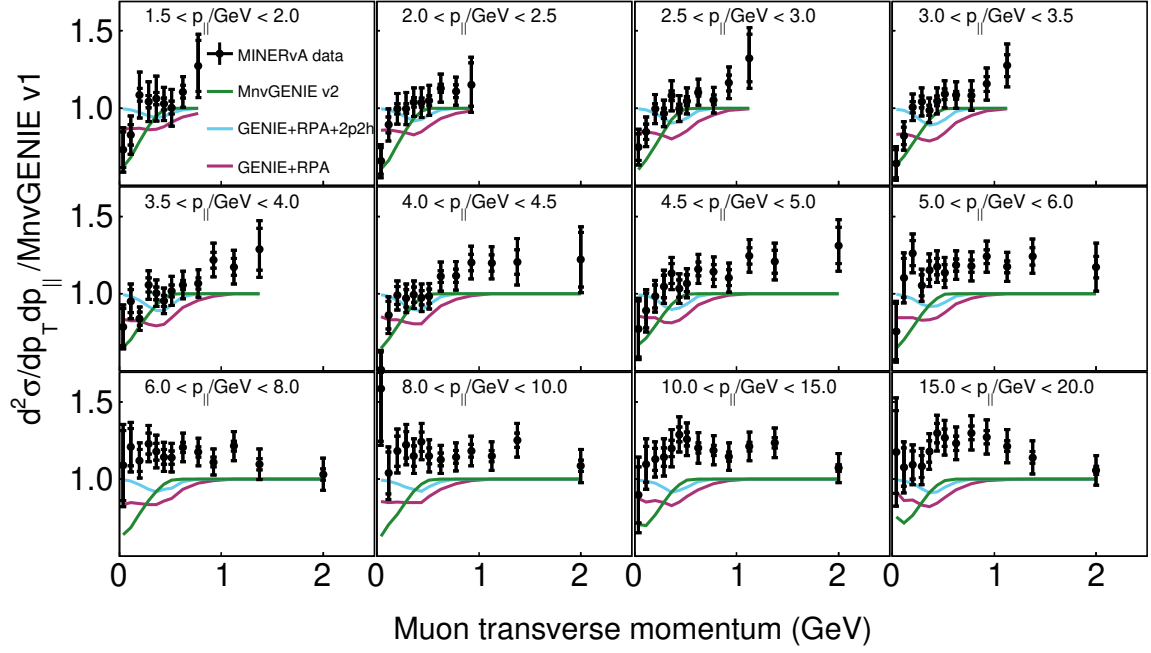 1.5 < p||/GeV < 2.0
2.0 < p||/GeV < 2.5
2.5 < p||/GeV < 3.0
3.0 < p||/GeV < 3.5
1.5
1.0
MINERvA data
MnvGENIE v2
GENIE+RPA+2p2h
GENIE+RPA
3.5 < p||/GeV < 4.0
4.0 < p||/GeV < 4.5
4.5 < p||/GeV < 5.0
5.0 < p||/GeV < 6.0
1.5
1.0
6.0 < p||/GeV < 8.0
8.0 < p||/GeV < 10.0
10.0 < p||/GeV < 15.0
15.0 < p||/GeV < 20.0
1.5
1.0
0 1 2 0 1 2 0 1 2 0 1 2
Muon transverse momentum (GeV)
d²σ/dp_T dp_|| /MnvGENIE v1